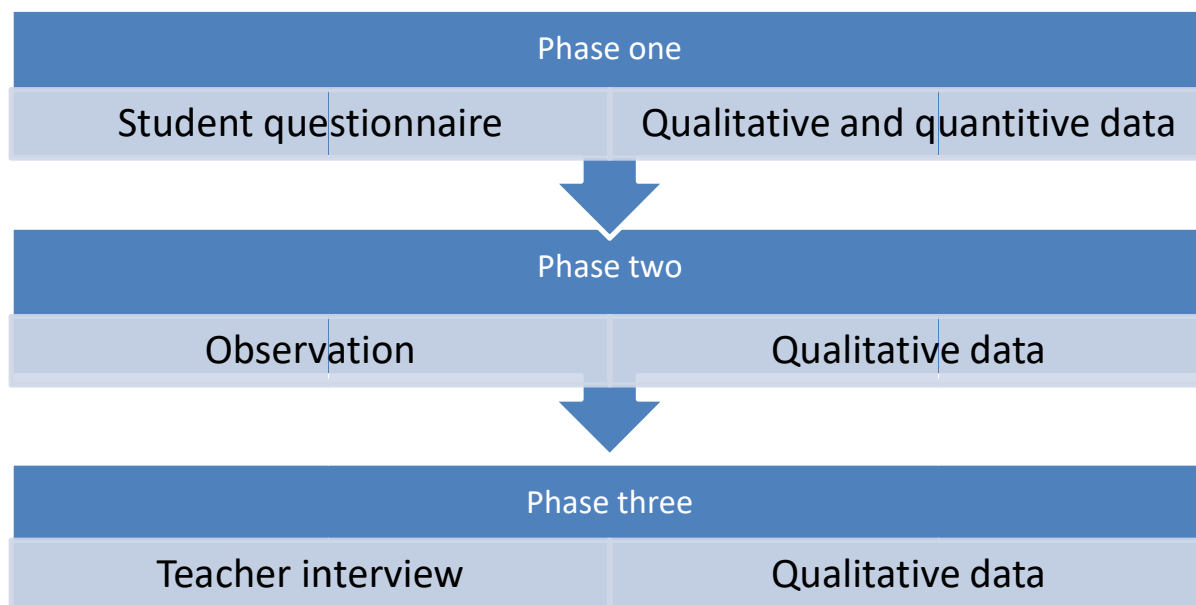 Phase one
Student questionnaire
Qualitative and quantitive data
Phase two
Observation
Qualitative data
Phase three
Teacher interview
Qualitative data